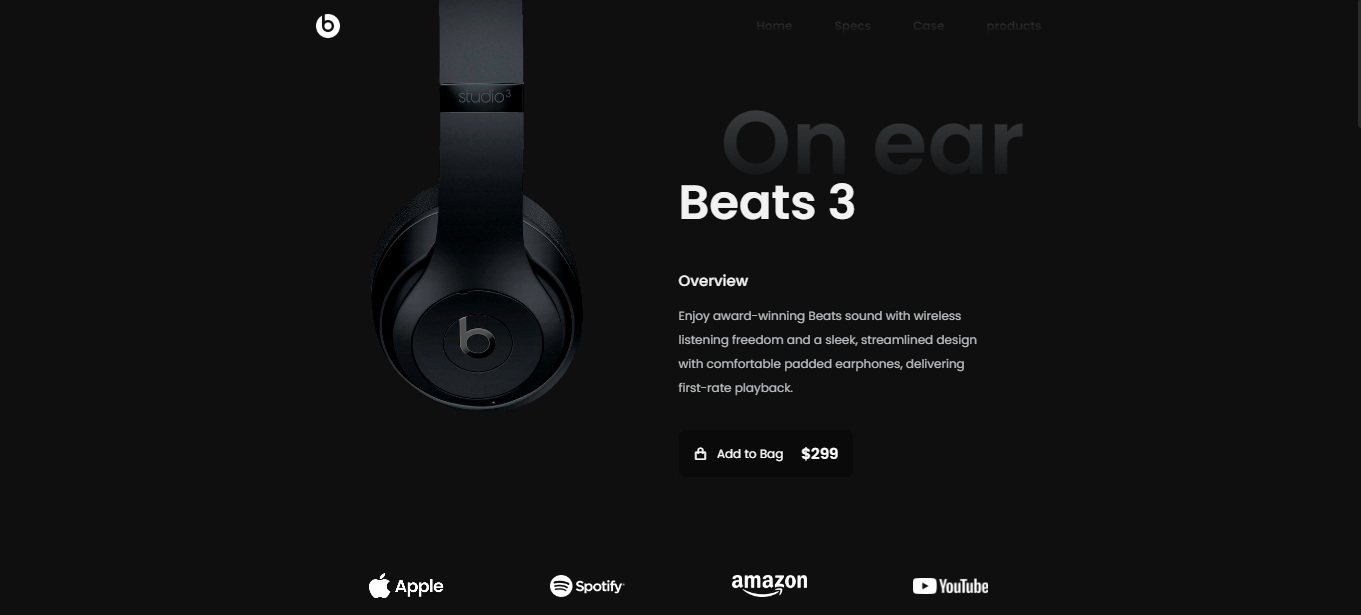 Home Specs Case products
studio3
On ear
Beats 3
Overview
Enjoy award-winning Beats sound with wireless
listening freedom and a sleek, streamlined design
with comfortable padded earphones, delivering
first-rate playback.
Add to Bag $299
Apple Spotify amazon YouTube